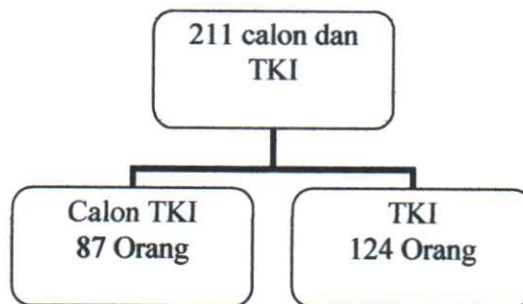 211 calon dan
TKI
Calon TKI
87 Orang
TKI
124 Orang